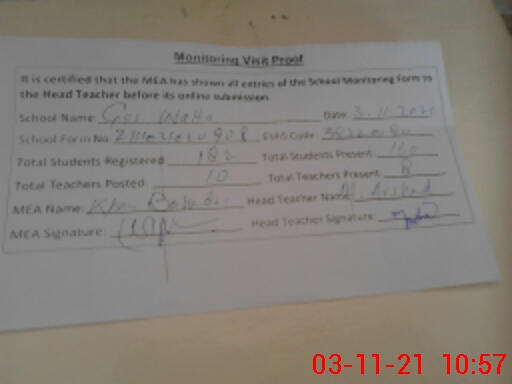 Monitoring Visit Proof
It is certified that the MEA has shown all entries of the School Monitoring Form to
the Head Teacher before its online submission.
School Name: Date: 3-11-2021
School Form No. EMIS Code:
Total Students Registered: 182 Total Students Present: 160
Total Teachers Posted: 10 Total Teachers Present: 8
MEA Name: Head Teacher Name: M. Arshad
MEA Signature: Head Teacher Signature:
03-11-21 10:57